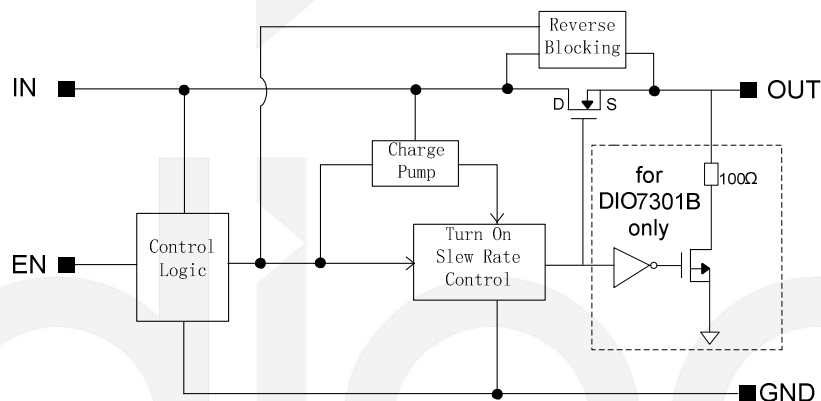 Reverse
Blocking
IN
OUT
D
S
Charge
Pump
for
DIO7301B
only
100Ω
Control
Logic
EN
Turn On
Slew Rate
Control
GND